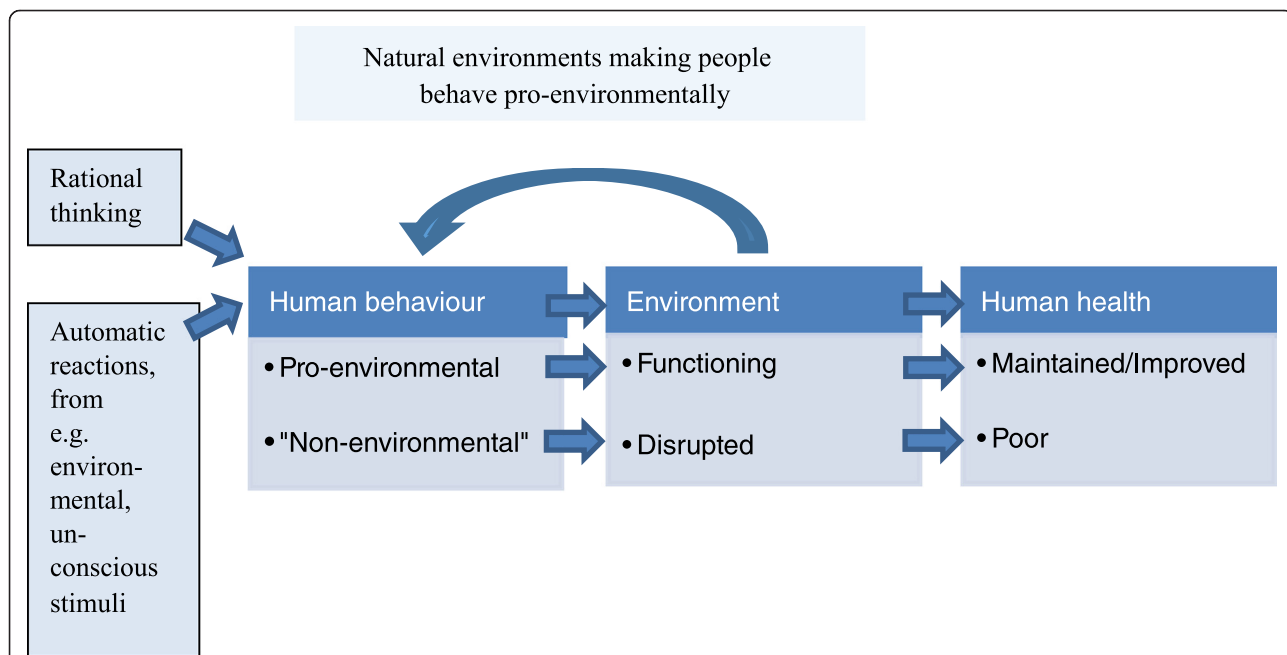 Natural environments making people
behave pro-environmentally
Rational
thinking
Automatic
reactions,
from
e.g.
environ-
mental,
un-
conscious
stimuli
Human behaviour
• Pro-environmental
• "Non-environmental"
Environment
• Functioning
• Disrupted
Human health
• Maintained/Improved
• Poor